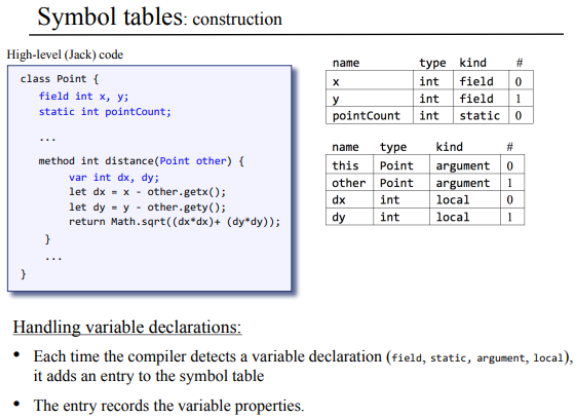 Symbol tables: construction
High-level (Jack) code
class Point {
field int x, y;
static int pointCount;
...
method int distance(Point other) {
var int dx, dy;
let dx = x - other.getx();
let dy = y - other.gety();
return Math.sqrt((dx*dx)+ (dy*dy));
}
...
}
name type kind #
x int field 0
y int field 1
pointCount int static 0
name type kind #
this Point argument 0
other Point argument 1
dx int local 0
dy int local 1
Handling variable declarations:
• Each time the compiler detects a variable declaration (field, static, argument, local),
it adds an entry to the symbol table
• The entry records the variable properties.